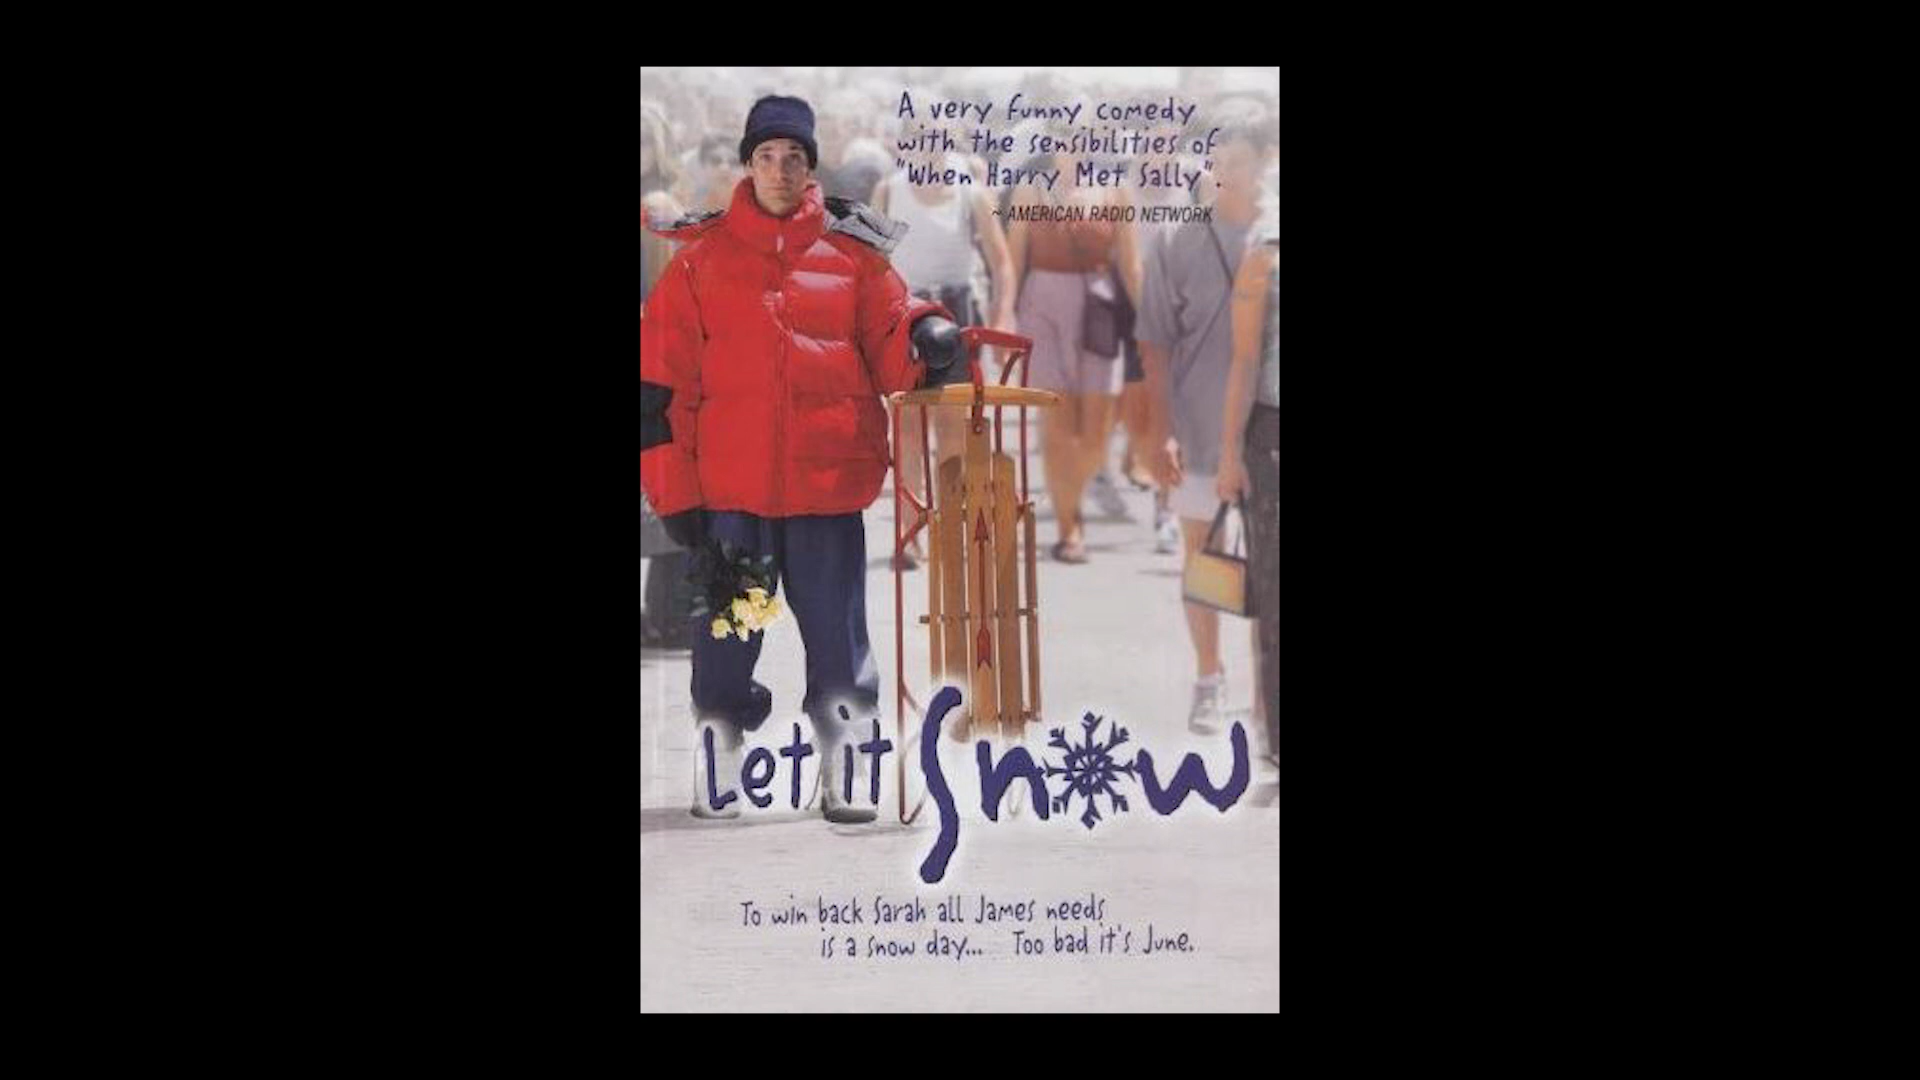 A very funny comedy
with the sensibilities of
"When Harry Met Sally".
~ AMERICAN RADIO NETWORK
Let it Snow
To win back Sarah all James needs
is a snow day... Too bad it's June.